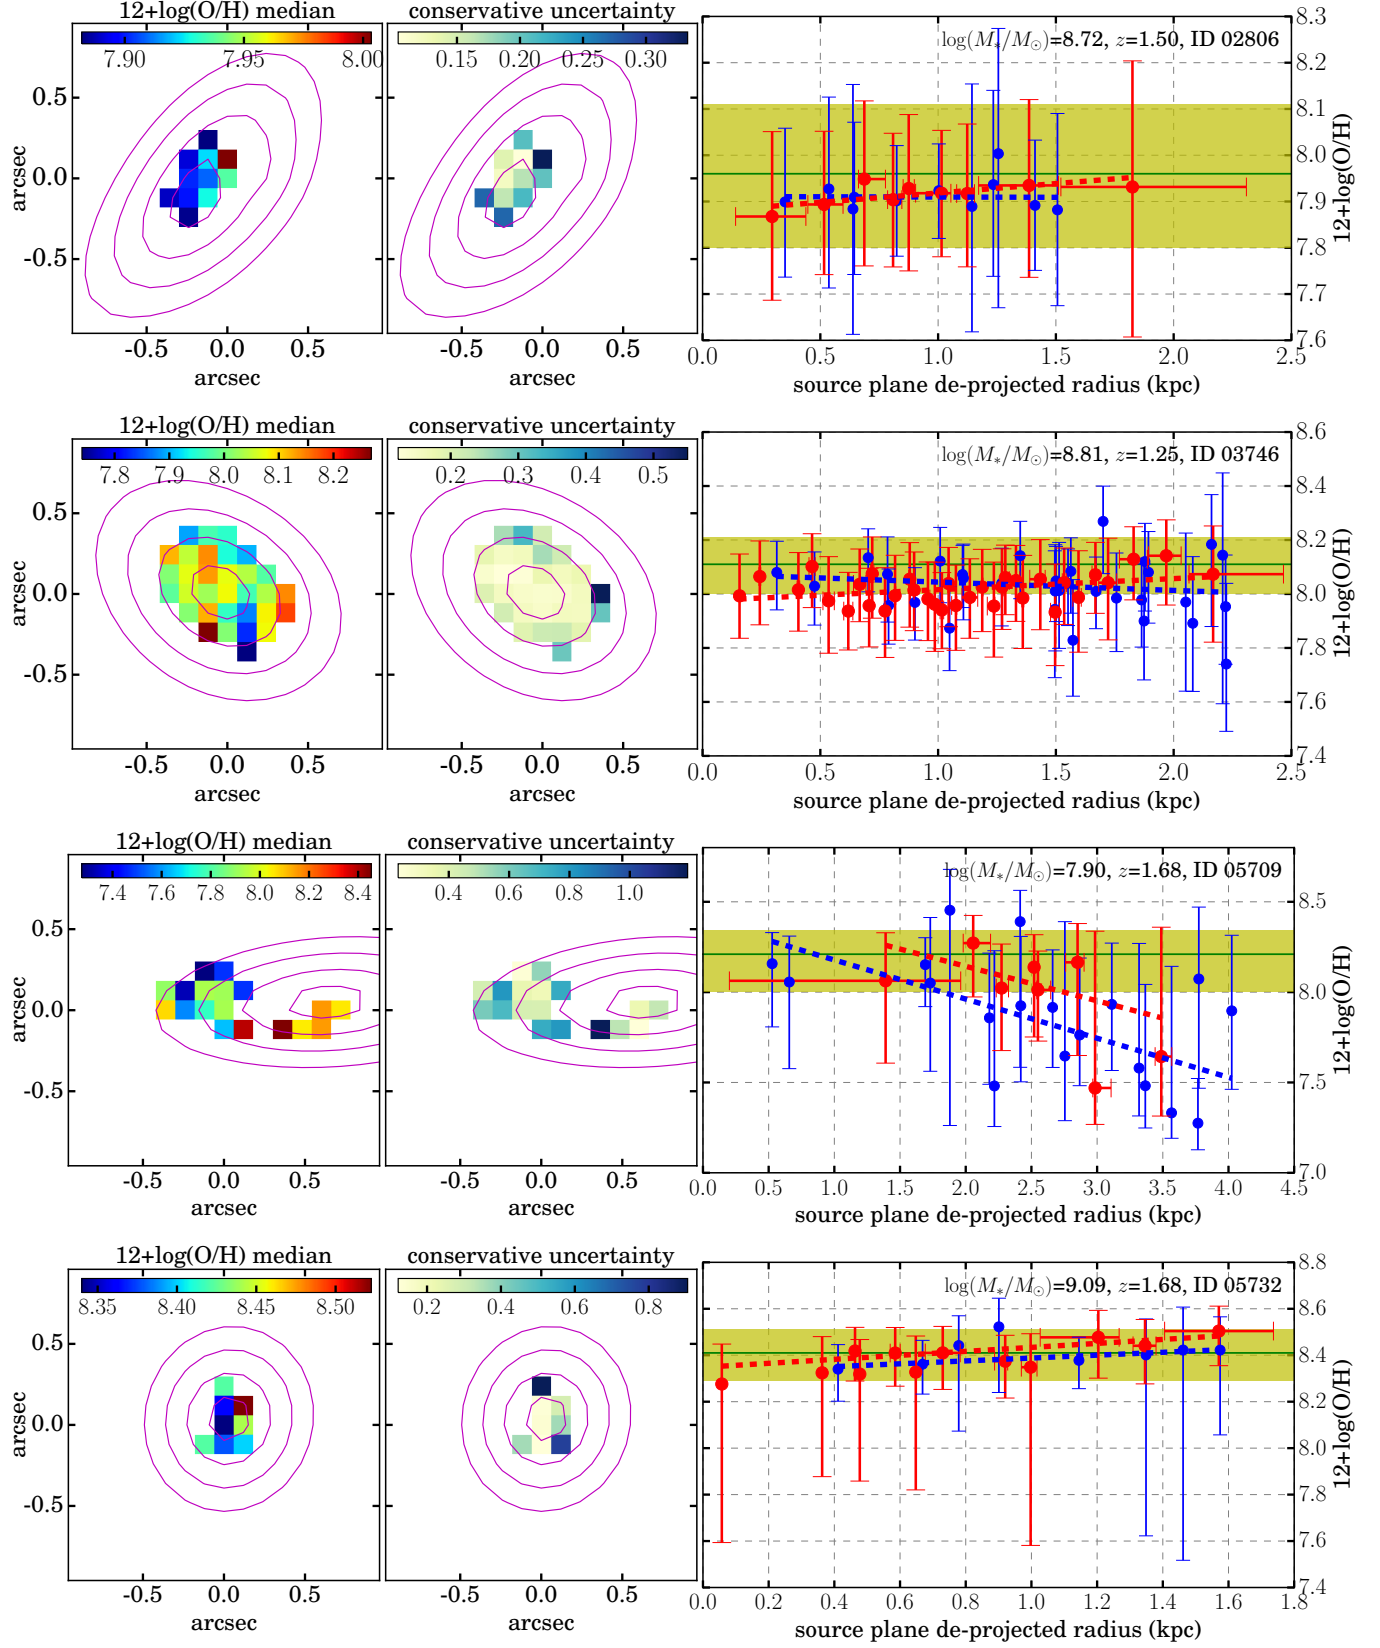 12+log(O/H) median
conservative uncertainty
7.90 7.95 8.00
0.15 0.20 0.25 0.30
log(M*/M⊙)=8.72, z=1.50, ID 02806
0.5
0.0
-0.5
arcsec
-0.5 0.0 0.5
arcsec
-0.5 0.0 0.5
arcsec
8.3
8.2
8.1
8.0
7.9
7.8
7.7
7.6
12+log(O/H)
0.0 0.5 1.0 1.5 2.0 2.5
source plane de-projected radius (kpc)
12+log(O/H) median
conservative uncertainty
7.8 7.9 8.0 8.1 8.2
0.2 0.3 0.4 0.5
log(M*/M⊙)=8.81, z=1.25, ID 03746
0.5
0.0
-0.5
arcsec
-0.5 0.0 0.5
arcsec
-0.5 0.0 0.5
arcsec
8.6
8.4
8.2
8.0
7.8
7.6
7.4
12+log(O/H)
0.0 0.5 1.0 1.5 2.0 2.5
source plane de-projected radius (kpc)
12+log(O/H) median
conservative uncertainty
7.4 7.6 7.8 8.0 8.2 8.4
0.4 0.6 0.8 1.0
log(M*/M⊙)=7.90, z=1.68, ID 05709
0.5
0.0
-0.5
arcsec
-0.5 0.0 0.5
arcsec
-0.5 0.0 0.5
arcsec
8.5
8.0
7.5
7.0
12+log(O/H)
0.0 0.5 1.0 1.5 2.0 2.5 3.0 3.5 4.0 4.5
source plane de-projected radius (kpc)
12+log(O/H) median
conservative uncertainty
8.35 8.40 8.45 8.50
0.2 0.4 0.6 0.8
log(M*/M⊙)=9.09, z=1.68, ID 05732
0.5
0.0
-0.5
arcsec
-0.5 0.0 0.5
arcsec
-0.5 0.0 0.5
arcsec
8.8
8.6
8.4
8.2
8.0
7.8
7.6
7.4
12+log(O/H)
0.0 0.2 0.4 0.6 0.8 1.0 1.2 1.4 1.6 1.8
source plane de-projected radius (kpc)